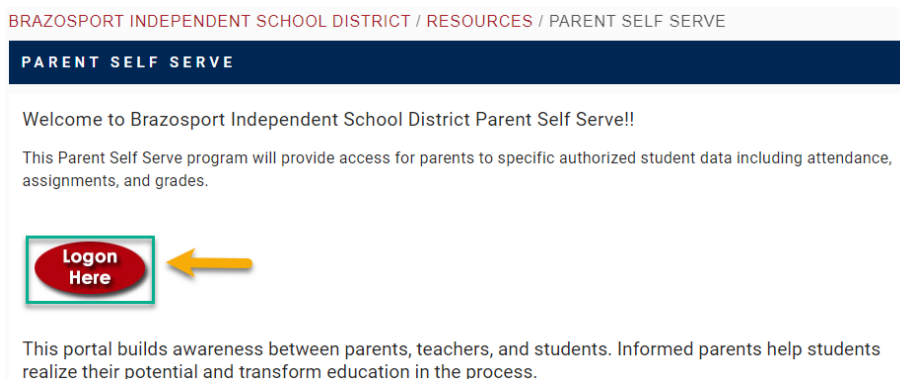 BRAZOSPORT INDEPENDENT SCHOOL DISTRICT / RESOURCES / PARENT SELF SERVE
PARENT SELF SERVE
Welcome to Brazosport Independent School District Parent Self Serve!!
This Parent Self Serve program will provide access for parents to specific authorized student data including attendance,
assignments, and grades.
Logon
Here
This portal builds awareness between parents, teachers, and students. Informed parents help students
realize their potential and transform education in the process.